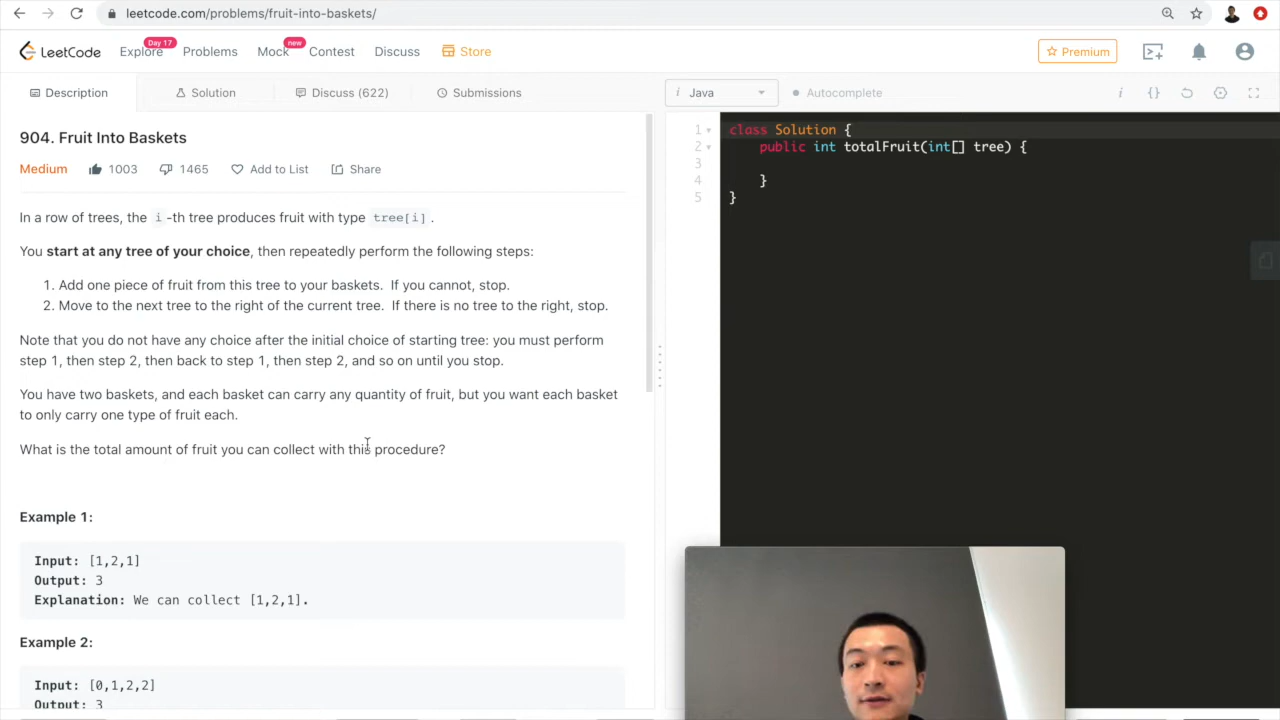 leetcode.com/problems/fruit-into-baskets/
LeetCode
Explore
Day 17
Problems
Mock
new
Contest
Discuss
Store
Premium
Description
Solution
Discuss (622)
Submissions
i Java
Autocomplete
i {}
904. Fruit Into Baskets
Medium 1003 1465 Add to List Share
In a row of trees, the i -th tree produces fruit with type tree[i] .
You start at any tree of your choice, then repeatedly perform the following steps:
1. Add one piece of fruit from this tree to your baskets. If you cannot, stop.
2. Move to the next tree to the right of the current tree. If there is no tree to the right, stop.
Note that you do not have any choice after the initial choice of starting tree: you must perform
step 1, then step 2, then back to step 1, then step 2, and so on until you stop.
You have two baskets, and each basket can carry any quantity of fruit, but you want each basket
to only carry one type of fruit each.
What is the total amount of fruit you can collect with this procedure?
Example 1:
Input: [1,2,1]
Output: 3
Explanation: We can collect [1,2,1].
Example 2:
Input: [0,1,2,2]
Output: 3
1 class Solution {
2 public int totalFruit(int[] tree) {
3
4 }
5 }